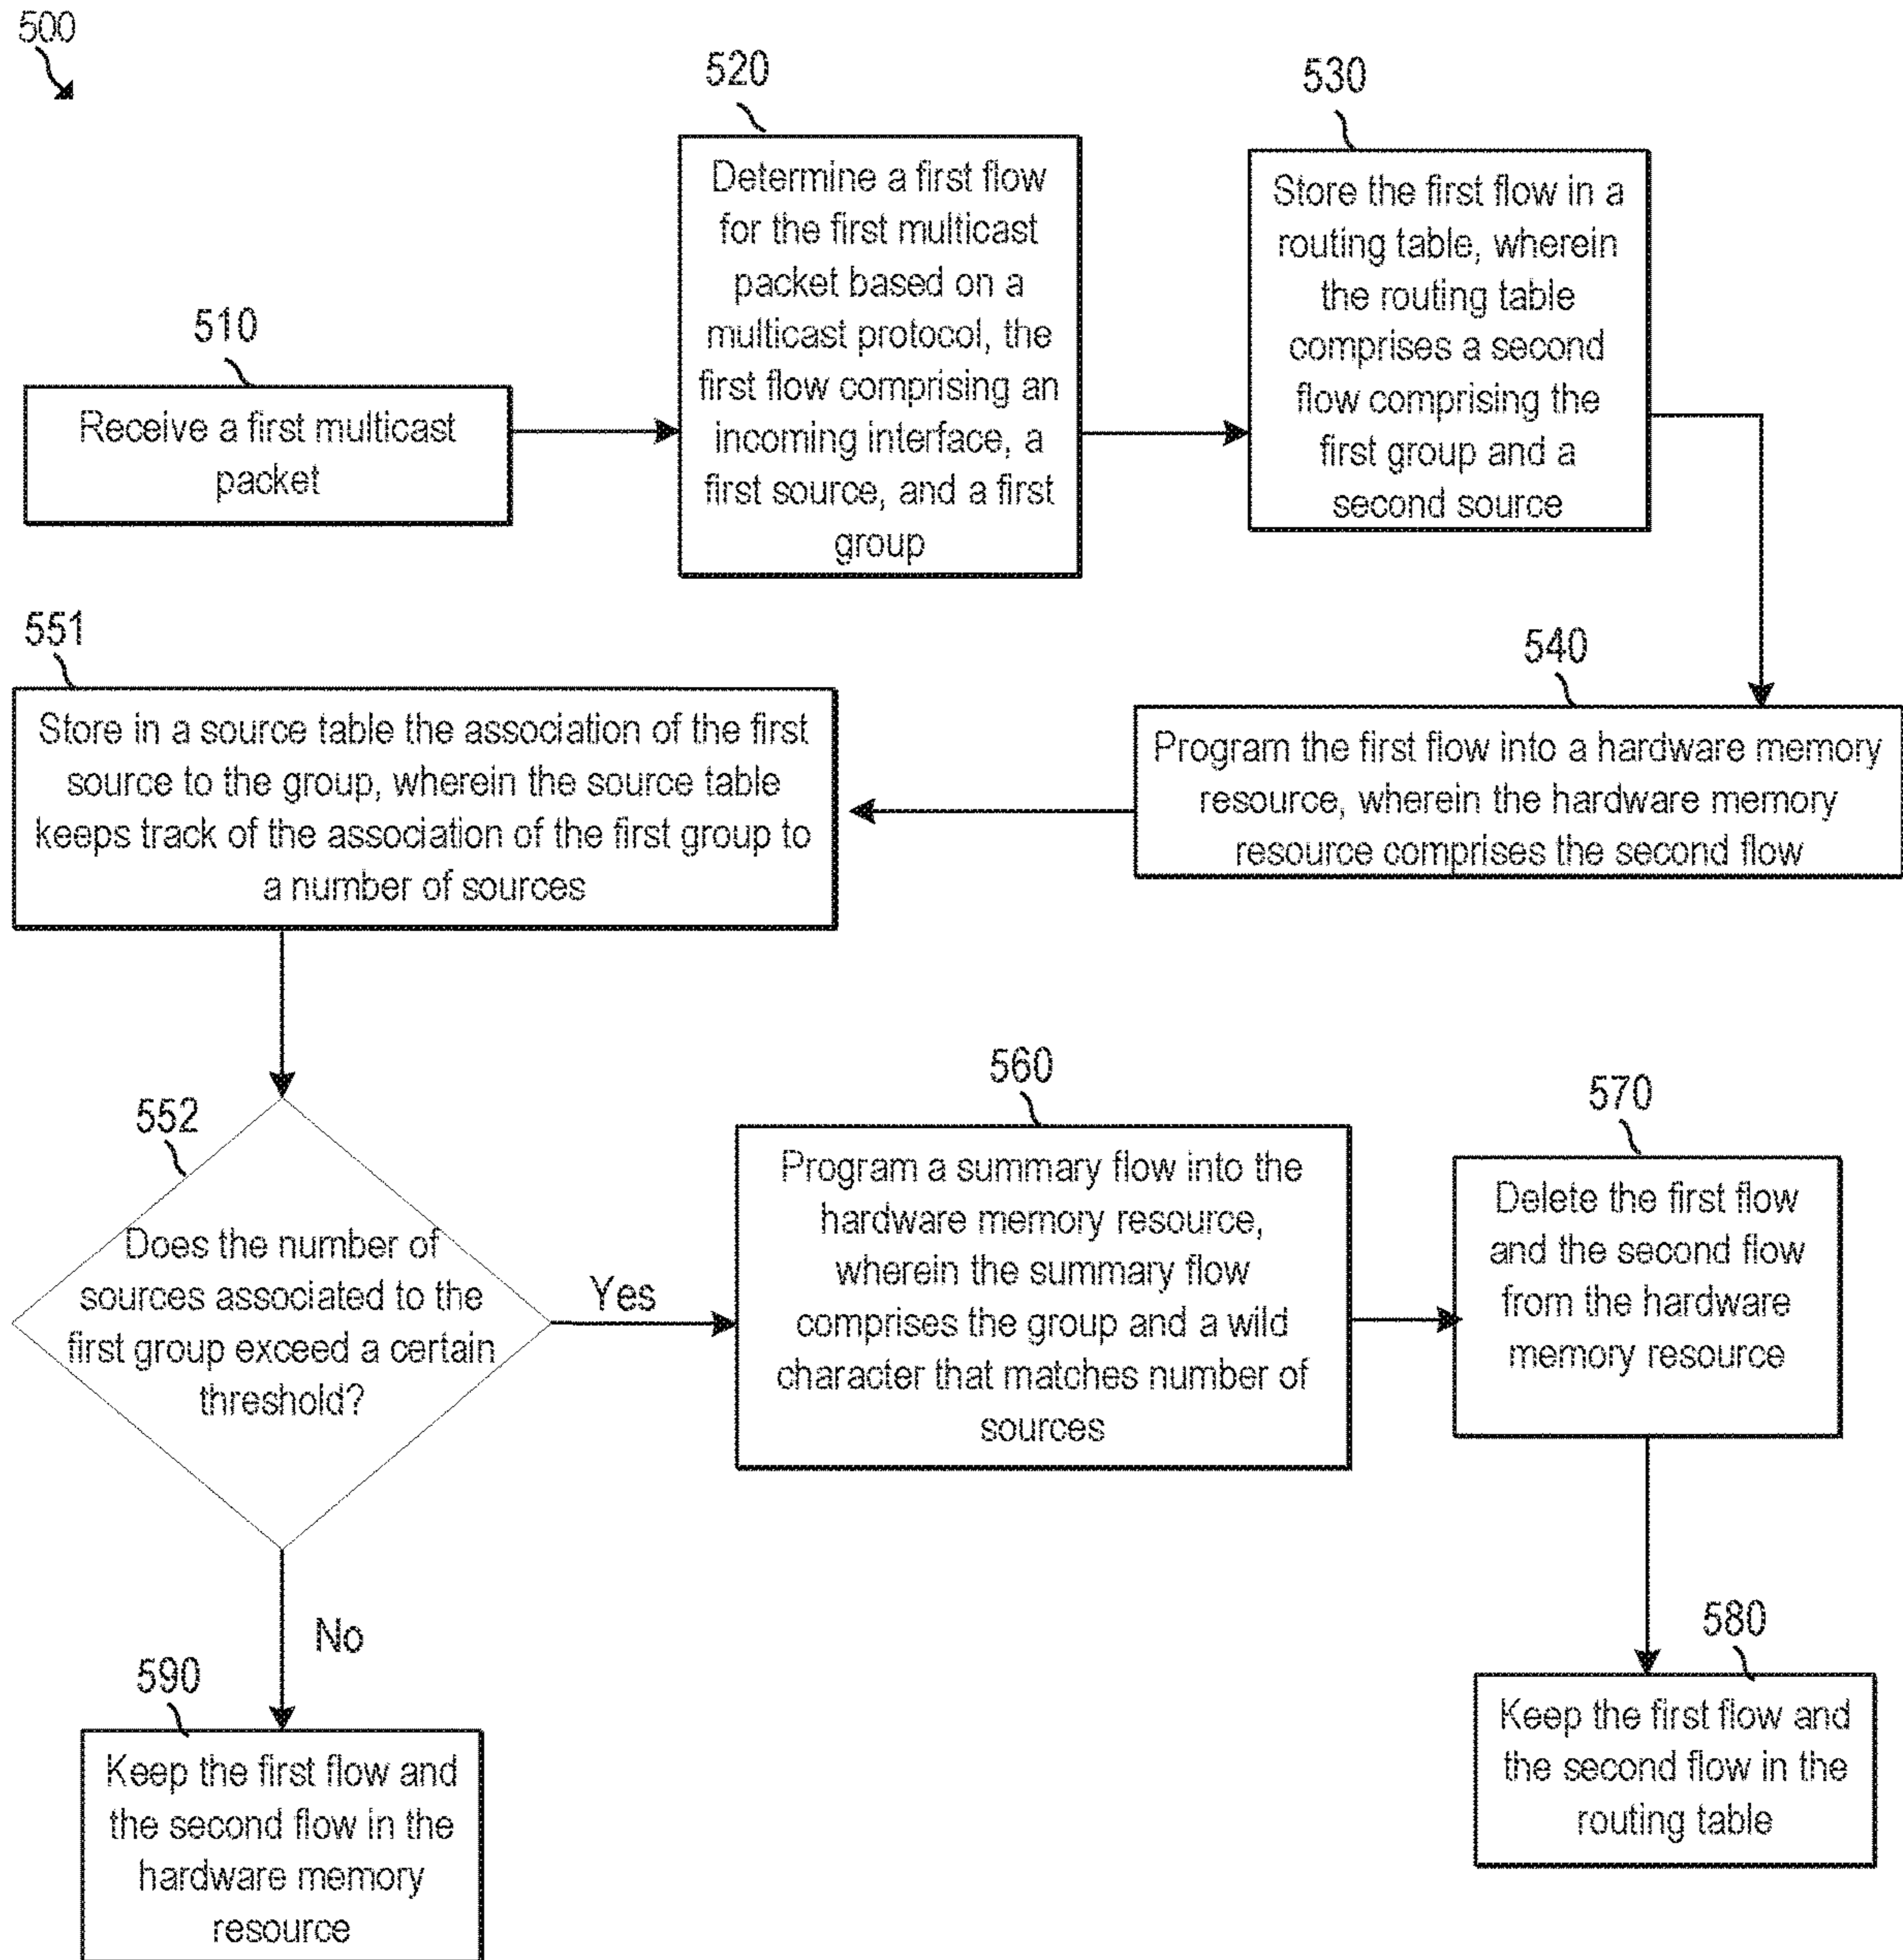 500
510
Receive a first multicast
packet
520
Determine a first flow
for the first multicast
packet based on a
multicast protocol, the
first flow comprising an
incoming interface, a
first source, and a first
group
530
Store the first flow in a
routing table, wherein
the routing table
comprises a second
flow comprising the
first group and a
second source
540
Program the first flow into a hardware memory
resource, wherein the hardware memory
resource comprises the second flow
551
Store in a source table the association of the first
source to the group, wherein the source table
keeps track of the association of the first group to
a number of sources
552
Does the number of
sources associated to the
first group exceed a certain
threshold?
Yes
560
Program a summary flow into the
hardware memory resource,
wherein the summary flow
comprises the group and a wild
character that matches number of
sources
570
Delete the first flow
and the second flow
from the hardware
memory resource
580
Keep the first flow and
the second flow in the
routing table
No
590
Keep the first flow and
the second flow in the
hardware memory
resource